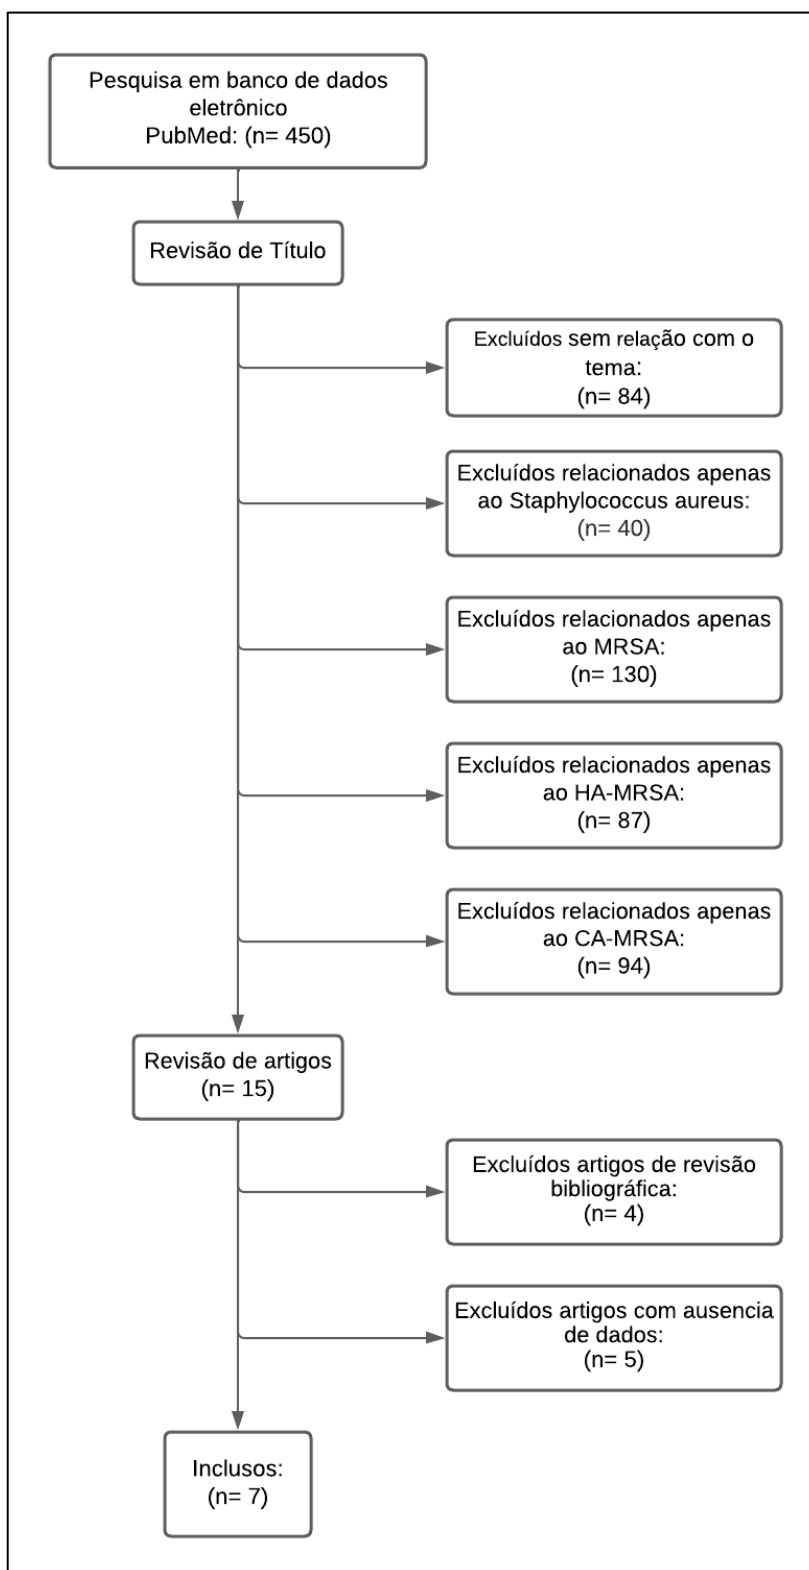 Pesquisa em banco de dados
eletrônico
PubMed: (n= 450)
Revisão de Título
Excluídos sem relação com o
tema:
(n= 84)
Excluídos relacionados apenas
ao Staphylococcus aureus:
(n= 40)
Excluídos relacionados apenas
ao MRSA:
(n= 130)
Excluídos relacionados apenas
ao HA-MRSA:
(n= 87)
Excluídos relacionados apenas
ao CA-MRSA:
(n= 94)
Revisão de artigos
(n= 15)
Excluídos artigos de revisão
bibliográfica:
(n= 4)
Excluídos artigos com ausencia
de dados:
(n= 5)
Inclusos:
(n= 7)